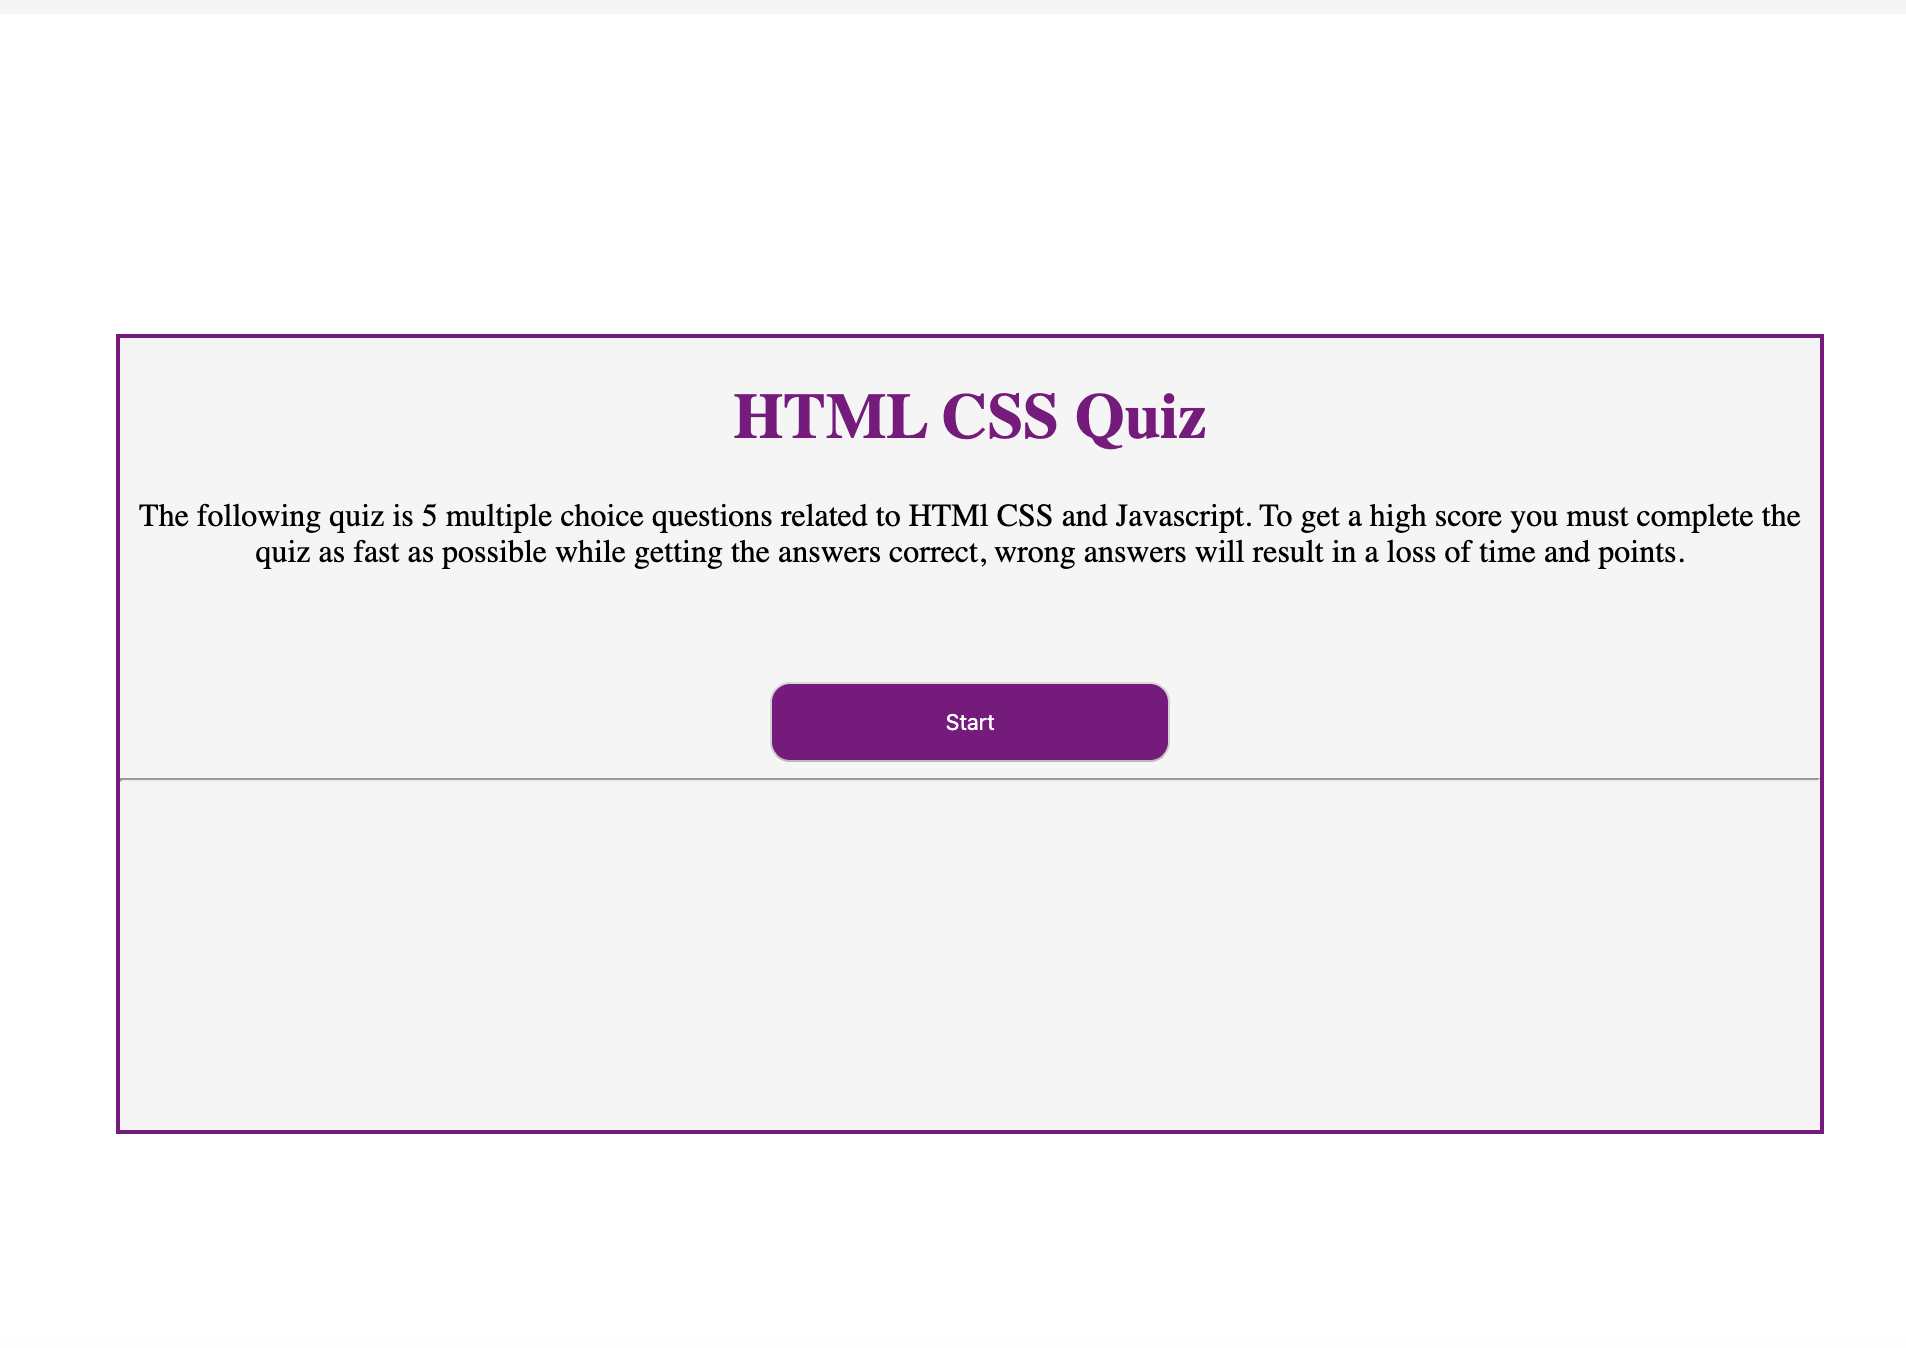 HTML CSS Quiz
The following quiz is 5 multiple choice questions related to HTMl CSS and Javascript. To get a high score you must complete the
quiz as fast as possible while getting the answers correct, wrong answers will result in a loss of time and points.
Start